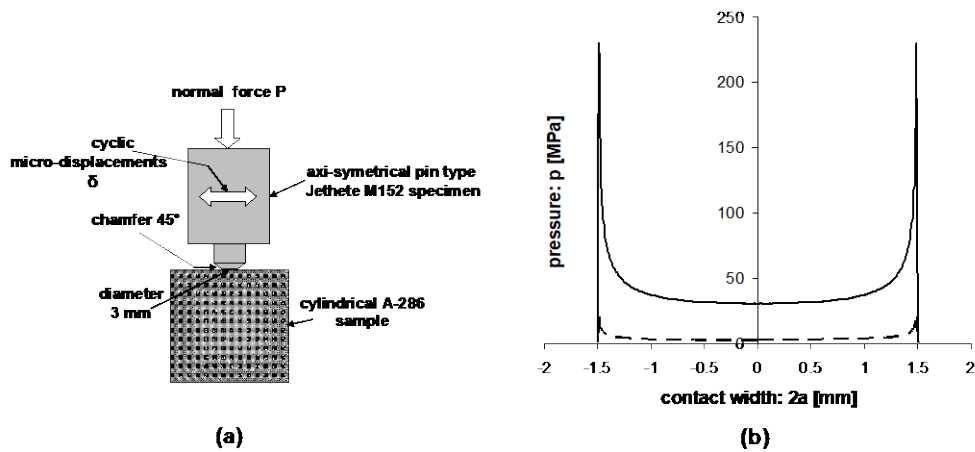 normal force P
cyclic
micro-displacements
δ
axi-symetrical pin type
Jethete M152 specimen
chamfer 45°
diameter
3 mm
cylindrical A-286
sample
(a)
pressure: p [MPa]
250
200
150
100
50
0
-2
-1.5
-1
-0.5
0
0.5
1
1.5
2
contact width: 2a [mm]
(b)